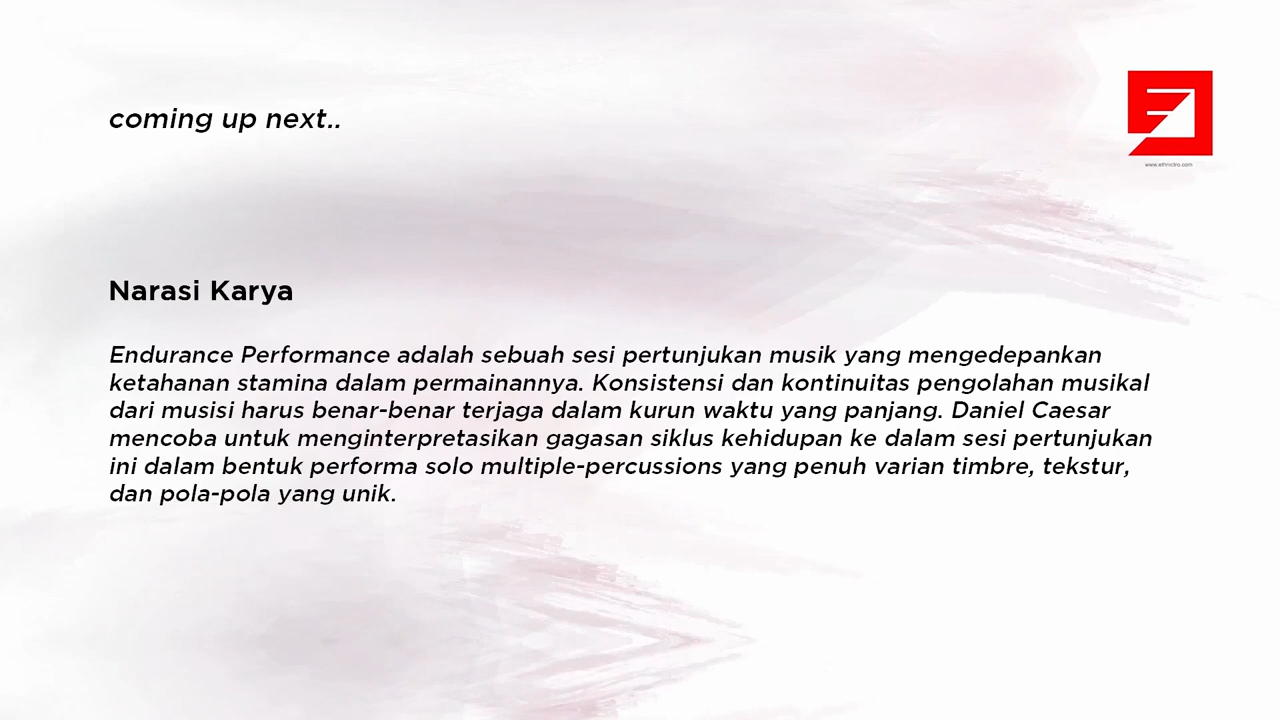 coming up next..
www.ethnictro.com
Narasi Karya
Endurance Performance adalah sebuah sesi pertunjukan musik yang mengedepankan
ketahanan stamina dalam permainannya. Konsistensi dan kontinuitas pengolahan musikal
dari musisi harus benar-benar terjaga dalam kurun waktu yang panjang. Daniel Caesar
mencoba untuk menginterpretasikan gagasan siklus kehidupan ke dalam sesi pertunjukan
ini dalam bentuk performa solo multiple-percussions yang penuh varian timbre, tekstur,
dan pola-pola yang unik.